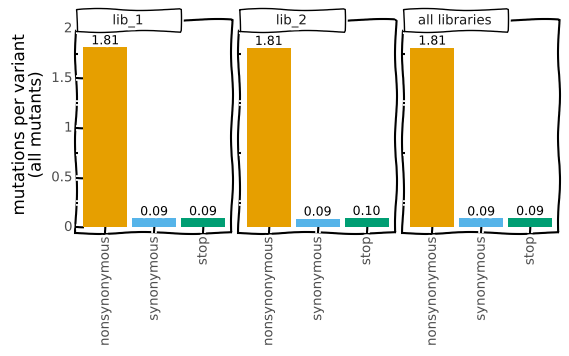 lib_1
lib_2
all libraries
mutations per variant
(all mutants)
2
1.5
1
0.5
0
1.81
0.09
0.09
1.81
0.09
0.10
1.81
0.09
0.09
nonsynonymous
synonymous
stop
nonsynonymous
synonymous
stop
nonsynonymous
synonymous
stop